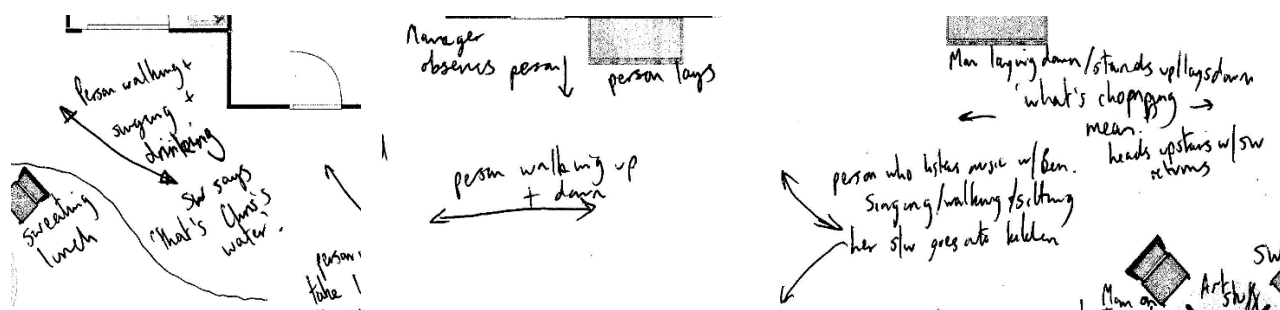 Person walking +
singing +
drinking
SW says
"That's Chris's
water".
sweating
lunch
person
take
Manager
observes person
person lays
person walking up
+ down
Man laying down/stands up/lays down
'what's chopping
mean.'
heads upstairs w/ SW
returns
person who listens music w/ Ben.
Singing/walking/sitting
her s/w goes into kitchen
Man on
Art
stuff
SW